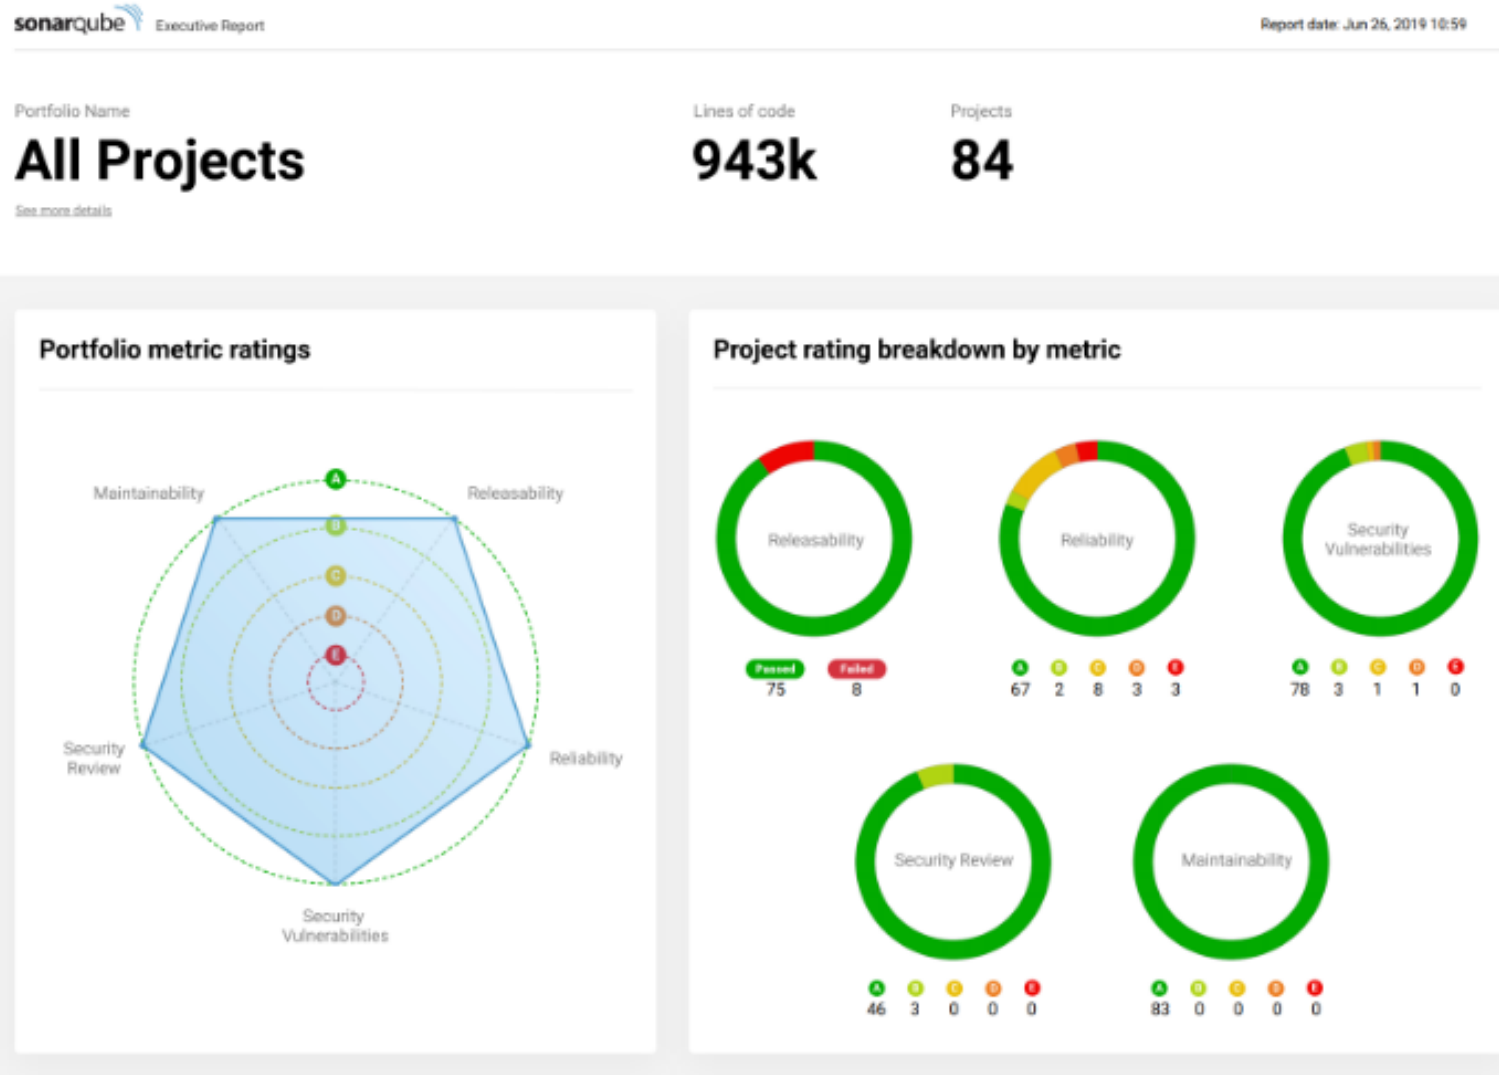 sonarqube Executive Report
Report date: Jun 26, 2019 10:59
Portfolio Name
All Projects
See more details
Lines of code
943k
Projects
84
Portfolio metric ratings
A
B
C
D
E
Maintainability
Releasability
Security
Review
Reliability
Security
Vulnerabilities
Project rating breakdown by metric
Releasability
Passed Failed
75 8
Reliability
A B C D E
67 2 8 3 3
Security
Vulnerabilities
A B C D E
78 3 1 1 0
Security Review
A B C D E
46 3 0 0 0
Maintainability
A B C D E
83 0 0 0 0